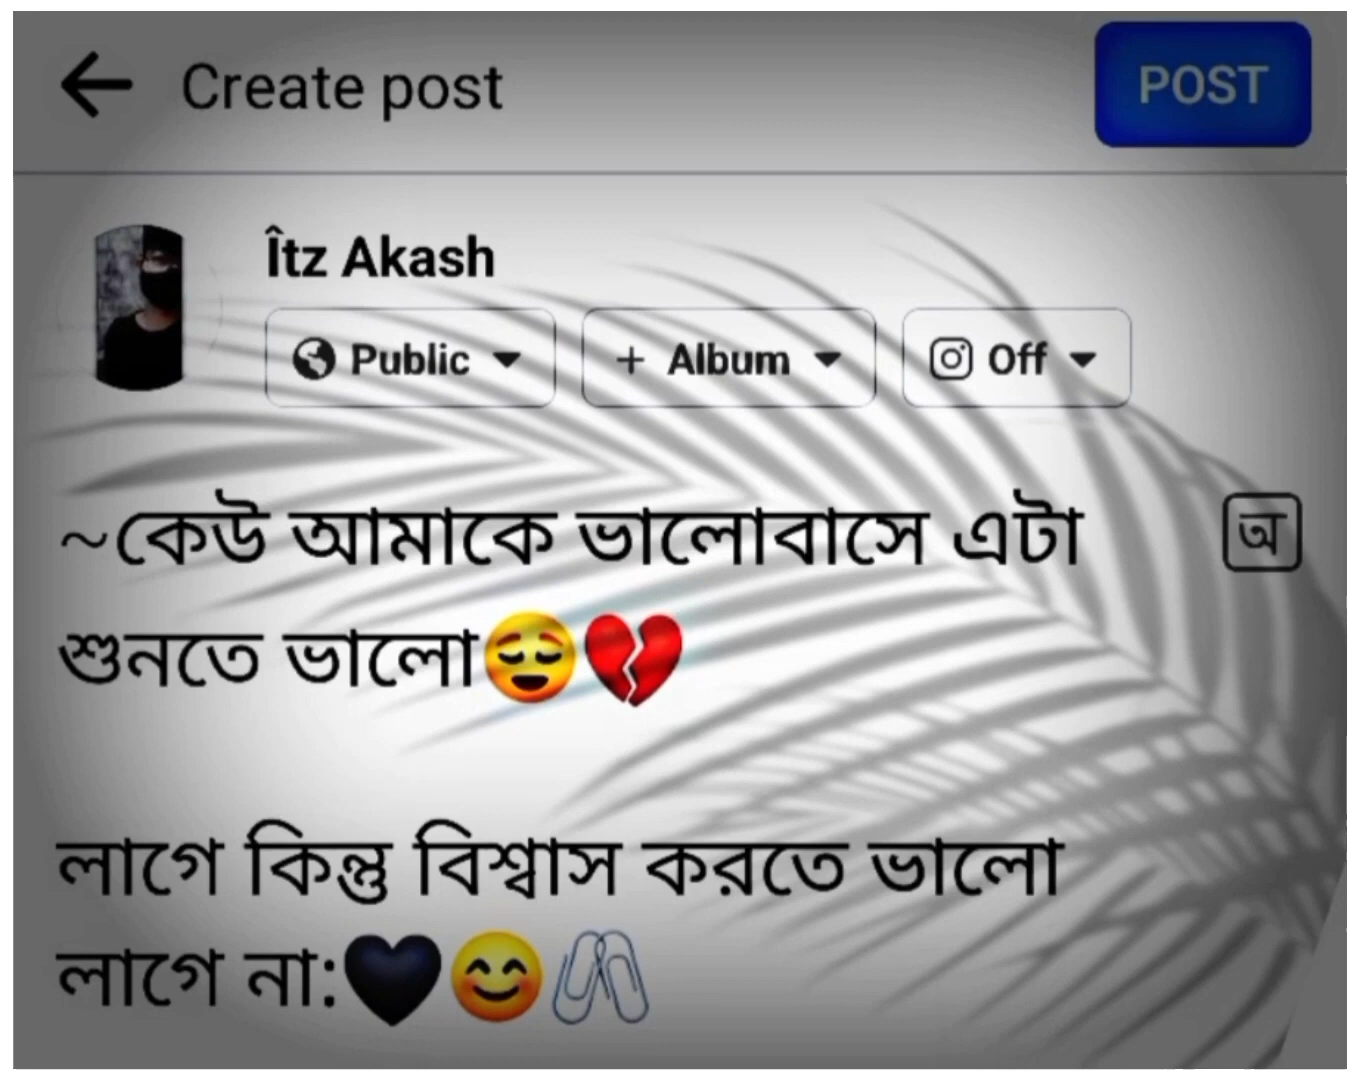 Create post
POST
Îtz Akash
Public
+ Album
Off
~কেউ আমাকে ভালোবাসে এটা
অ
শুনতে ভালো😌💔
লাগে কিন্তু বিশ্বাস করতে ভালো
লাগে না:🖤😊🖇️